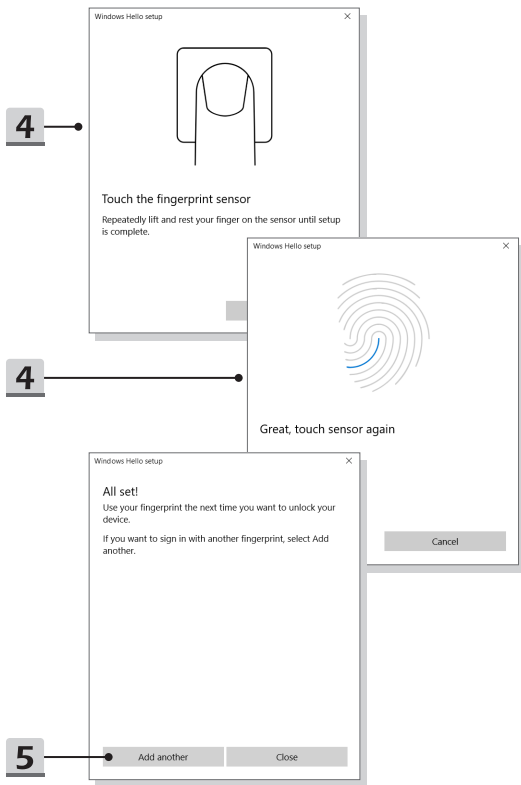 Windows Hello setup
4
Touch the fingerprint sensor
Repeatedly lift and rest your finger on the sensor until setup
is complete.
Windows Hello setup
4
Great, touch sensor again
Cancel
Windows Hello setup
All set!
Use your fingerprint the next time you want to unlock your
device.
If you want to sign in with another fingerprint, select Add
another.
5
Add another
Close